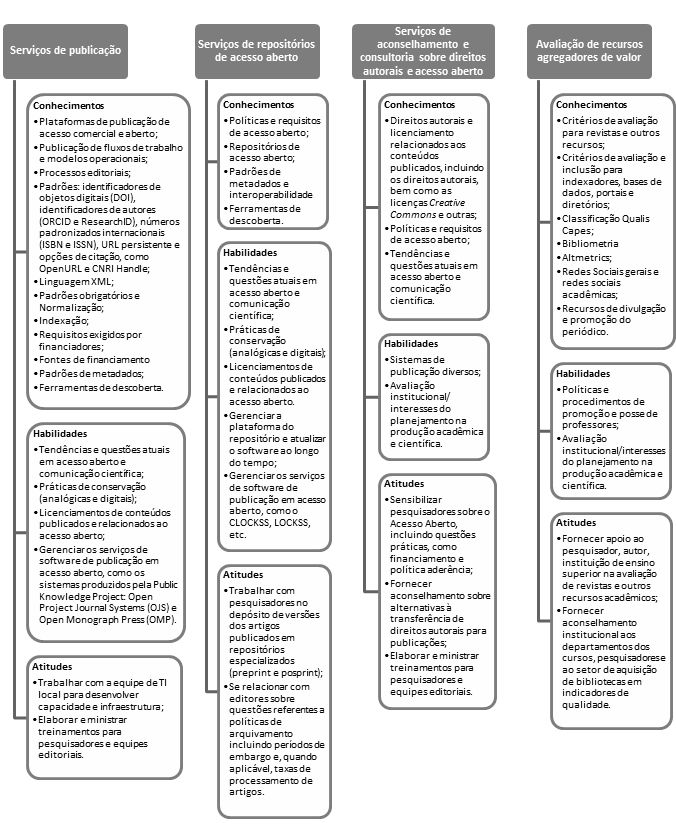 Serviços de publicação
Conhecimentos
•Plataformas de publicação de
acesso comercial e aberto;
•Publicação de fluxos de trabalho
e modelos operacionais;
•Processos editoriais;
•Padrões: identificadores de
objetos digitais (DOI),
identificadores de autores
(ORCID e ResearchID), números
padronizados internacionais
(ISBN e ISSN), URL persistente e
opções de citação, como
OpenURL e CNRI Handle;
•Linguagem XML;
•Padrões obrigatórios e
Normalização;
•Indexação;
•Requisitos exigidos por
financiadores;
•Fontes de financiamento
•Padrões de metadados;
•Ferramentas de descoberta.
Habilidades
•Tendências e questões atuais
em acesso aberto e
comunicação científica;
•Práticas de conservação
(analógicas e digitais);
•Licenciamentos de conteúdos
publicados e relacionados ao
acesso aberto;
•Gerenciar os serviços de
software de publicação em
acesso aberto, como os
sistemas produzidos pela Public
Knowledge Project: Open
Project Journal Systems (OJS) e
Open Monograph Press (OMP).
Atitudes
•Trabalhar com a equipe de TI
local para desenvolver
capacidade e infraestrutura;
•Elaborar e ministrar
treinamentos para
pesquisadores e equipes
editoriais.
Serviços de repositórios
de acesso aberto
Conhecimentos
•Políticas e requisitos
de acesso aberto;
•Repositórios de
acesso aberto;
•Padrões de
metadados e
interoperabilidade
•Ferramentas de
descoberta.
Habilidades
•Tendências e
questões atuais em
acesso aberto e
comunicação
científica;
•Práticas de
conservação
(analógicas e digitais);
•Licenciamentos de
conteúdos publicados
e relacionados ao
acesso aberto.
•Gerenciar a
plataforma do
repositório e atualizar
o software ao longo
do tempo;
•Gerenciar os serviços
de software de
publicação em acesso
aberto, como o
CLOCKSS, LOCKSS,
etc.
Atitudes
•Trabalhar com
pesquisadores no
depósito de versões
dos artigos
publicados em
repositórios
especializados
(preprint e posprint);
•Se relacionar com
editores sobre
questões referentes a
políticas de
arquivamento
incluindo períodos de
embargo e, quando
aplicável, taxas de
processamento de
artigos.
Serviços de
aconselhamento e
consultoria sobre direitos
autorais e acesso aberto
Conhecimentos
•Direitos autorais e
licenciamento
relacionados aos
conteúdos
publicados, incluindo
os direitos autorais,
bem como as
licenças Creative
Commons e outras;
•Políticas e requisitos
de acesso aberto;
•Tendências e
questões atuais em
acesso aberto e
comunicação
científica.
Habilidades
•Sistemas de
publicação diversos;
•Avaliação
institucional/
interesses do
planejamento na
produção acadêmica
e científica.
Atitudes
•Sensibilizar
pesquisadores sobre o
Acesso Aberto,
incluindo questões
práticas, como
financiamento e
política aderência;
•Fornecer
aconselhamento sobre
alternativas à
transferência de
direitos autorais para
publicações;
•Elaborar e ministrar
treinamentos para
pesquisadores e
equipes editoriais.
Avaliação de recursos
agregadores de valor
Conhecimentos
•Critérios de avaliação
para revistas e outros
recursos;
•Critérios de avaliação e
inclusão para
indexadores, bases de
dados, portais e
diretórios;
•Classificação Qualis
Capes;
•Bibliometria
•Altmetrics;
•Redes Sociais gerais e
redes sociais
acadêmicas;
•Recursos de divulgação
e promoção do
periódico.
Habilidades
•Políticas e
procedimentos de
promoção e posse de
professores;
•Avaliação
institucional/interesses
do planejamento na
produção acadêmica e
científica.
Atitudes
•Fornecer apoio ao
pesquisador, autor,
instituição de ensino
superior na avaliação
de revistas e outros
recursos acadêmicos;
•Fornecer
aconselhamento
institucional aos
departamentos dos
cursos, pesquisadores e
ao setor de aquisição
de bibliotecas em
indicadores de
qualidade.